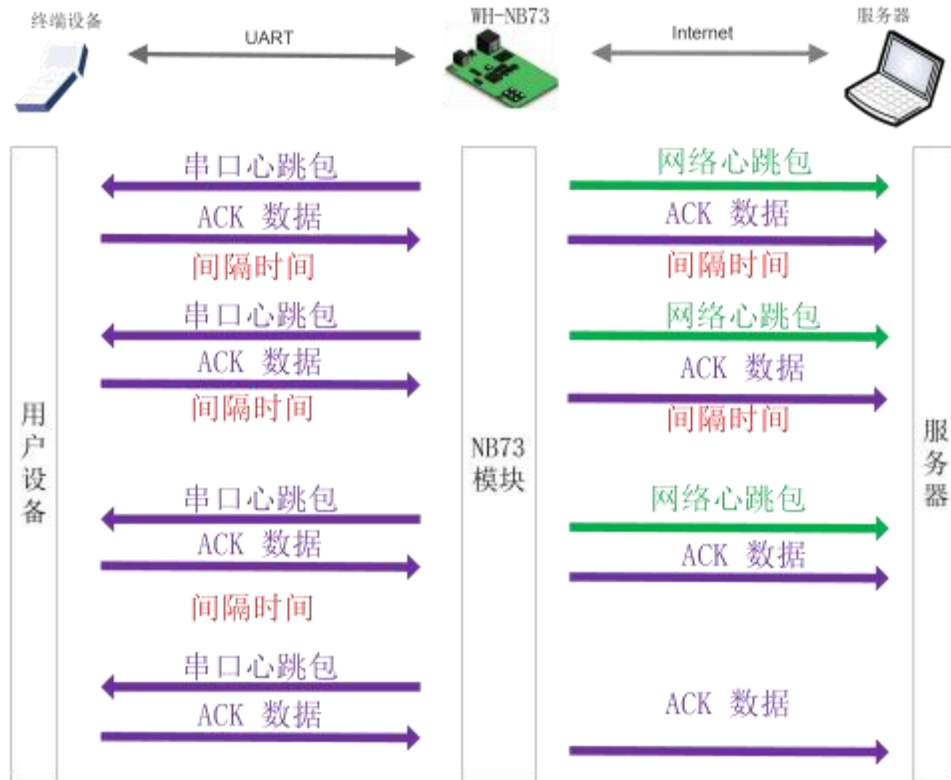 终端设备
UART
WH-NB73
Internet
服务器
串口心跳包
网络心跳包
ACK 数据
ACK 数据
间隔时间
间隔时间
串口心跳包
网络心跳包
ACK 数据
ACK 数据
间隔时间
间隔时间
用户设备
NB73
模块
服务器
串口心跳包
网络心跳包
ACK 数据
ACK 数据
间隔时间
串口心跳包
ACK 数据
ACK 数据